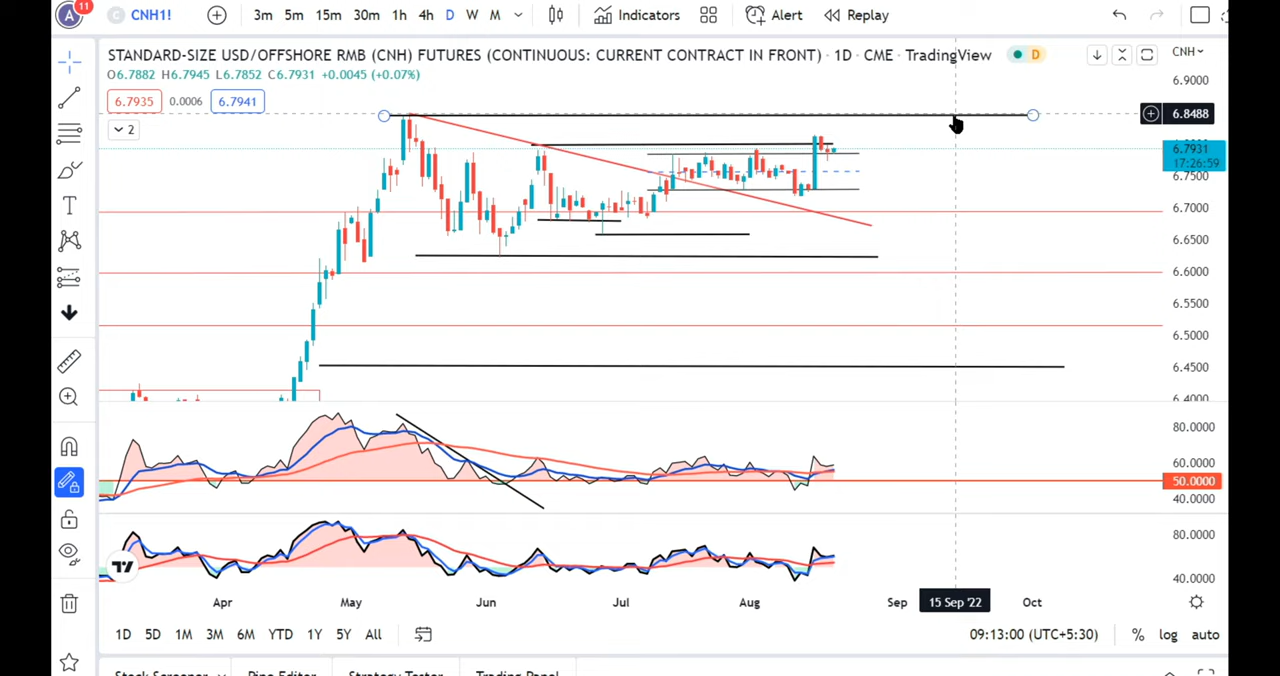 A 11 C CNH1! 3m 5m 15m 30m 1h 4h D W M Indicators Alert Replay
STANDARD-SIZE USD/OFFSHORE RMB (CNH) FUTURES (CONTINUOUS: CURRENT CONTRACT IN FRONT) · 1D · CME · TradingView D CNH
O6.7882 H6.7945 L6.7852 C6.7931 +0.0045 (+0.07%)
6.9000
6.7935 0.0006 6.7941
6.8488
2
6.7931
17:26:59
6.7500
6.7000
6.6500
6.6000
6.5500
6.5000
6.4500
6.4000
80.0000
60.0000
50.0000
40.0000
80.0000
40.0000
Apr May Jun Jul Aug Sep 15 Sep '22 Oct
1D 5D 1M 3M 6M YTD 1Y 5Y All 09:13:00 (UTC+5:30) % log auto
Stock Screener Pine Editor Strategy Tester Trading Panel